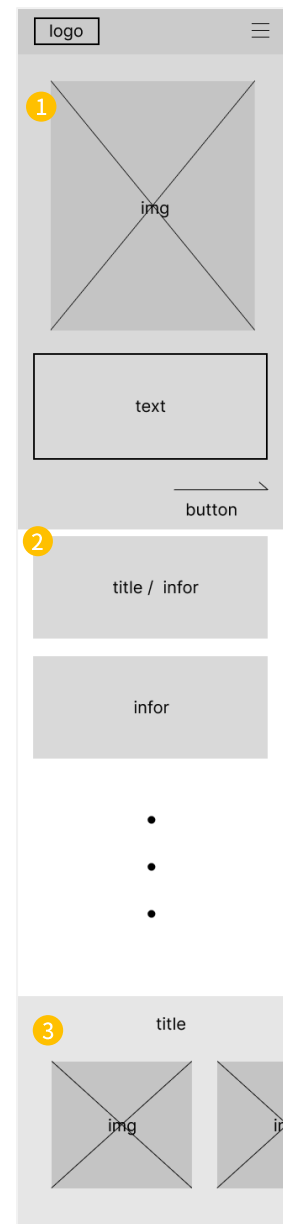 logo
1
img
text
button
2
title /  infor
infor
3
title
img